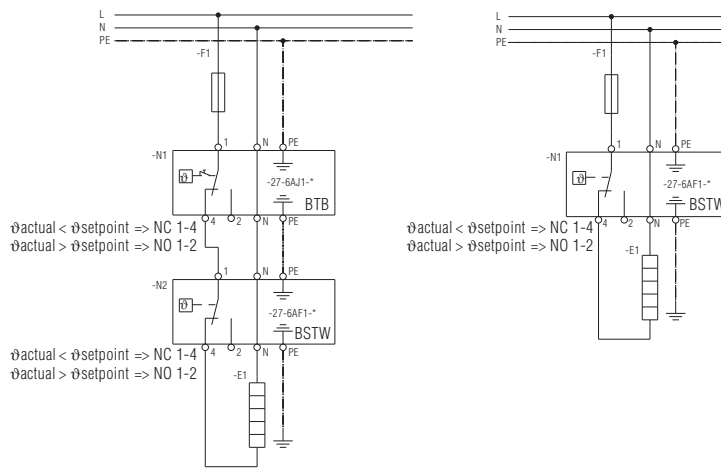 L
N
PE
-F1
1
N
PE
-N1
ϑ
-27-6AJ1-*
BTB
4
2
N
PE
ϑactual < ϑsetpoint => NC 1-4
ϑactual > ϑsetpoint => NO 1-2
1
N
PE
-N2
ϑ
-27-6AF1-*
BSTW
4
2
N
PE
ϑactual < ϑsetpoint => NC 1-4
ϑactual > ϑsetpoint => NO 1-2
-E1
L
N
PE
-F1
1
N
PE
-N1
ϑ
-27-6AF1-*
BSTW
4
2
N
PE
ϑactual < ϑsetpoint => NC 1-4
ϑactual > ϑsetpoint => NO 1-2
-E1